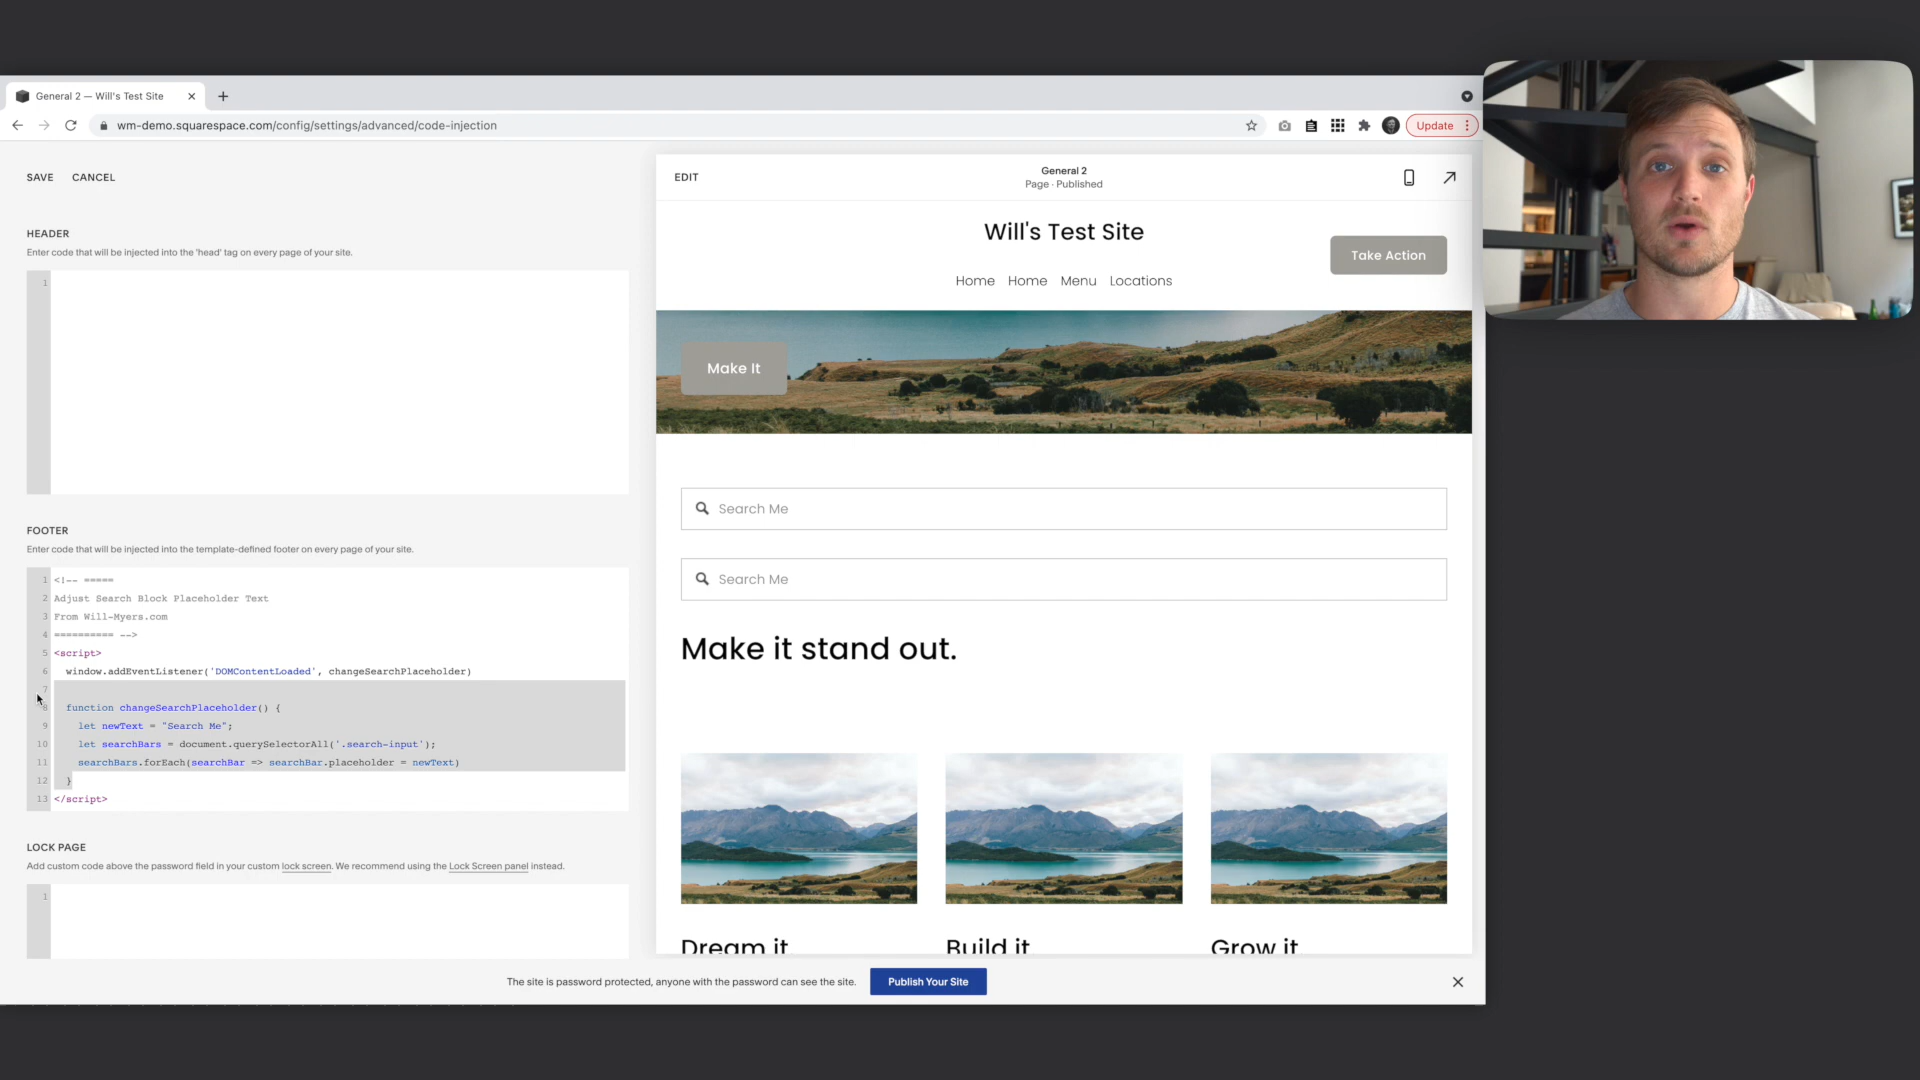 General 2 — Will's Test Site
wm-demo.squarespace.com/config/settings/advanced/code-injection
Update
SAVE CANCEL
HEADER
Enter code that will be injected into the 'head' tag on every page of your site.
1
FOOTER
Enter code that will be injected into the template-defined footer on every page of your site.
1 <!-- =====
2 Adjust Search Block Placeholder Text
3 From Will-Myers.com
4 ========== -->
5 <script>
6 window.addEventListener('DOMContentLoaded', changeSearchPlaceholder)
7
8 function changeSearchPlaceholder() {
9 let newText = "Search Me";
10 let searchBars = document.querySelectorAll('.search-input');
11 searchBars.forEach(searchBar => searchBar.placeholder = newText)
12 }
13 </script>
LOCK PAGE
Add custom code above the password field in your custom lock screen. We recommend using the Lock Screen panel instead.
1
EDIT
General 2
Page · Published
Will's Test Site
Take Action
Home Home Menu Locations
Make It
Search Me
Search Me
Make it stand out.
Dream it Build it Grow it
The site is password protected, anyone with the password can see the site. Publish Your Site